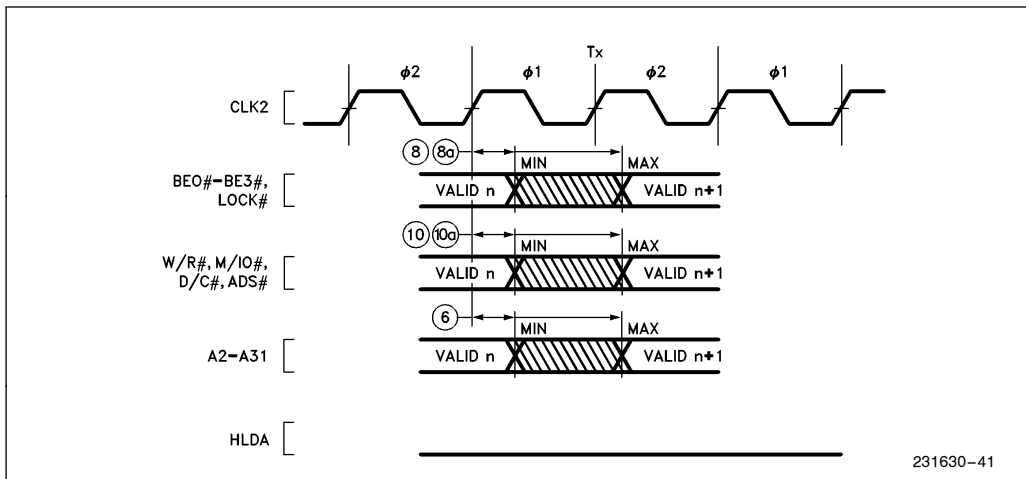 Tx
ϕ2 ϕ1 ϕ2 ϕ1
CLK2
8 8a MIN MAX
BE0#–BE3#,
LOCK#
VALID n VALID n+1
10 10a MIN MAX
W/R#, M/IO#,
D/C#, ADS#
VALID n VALID n+1
6 MIN MAX
A2–A31 VALID n VALID n+1
HLDA
231630–41